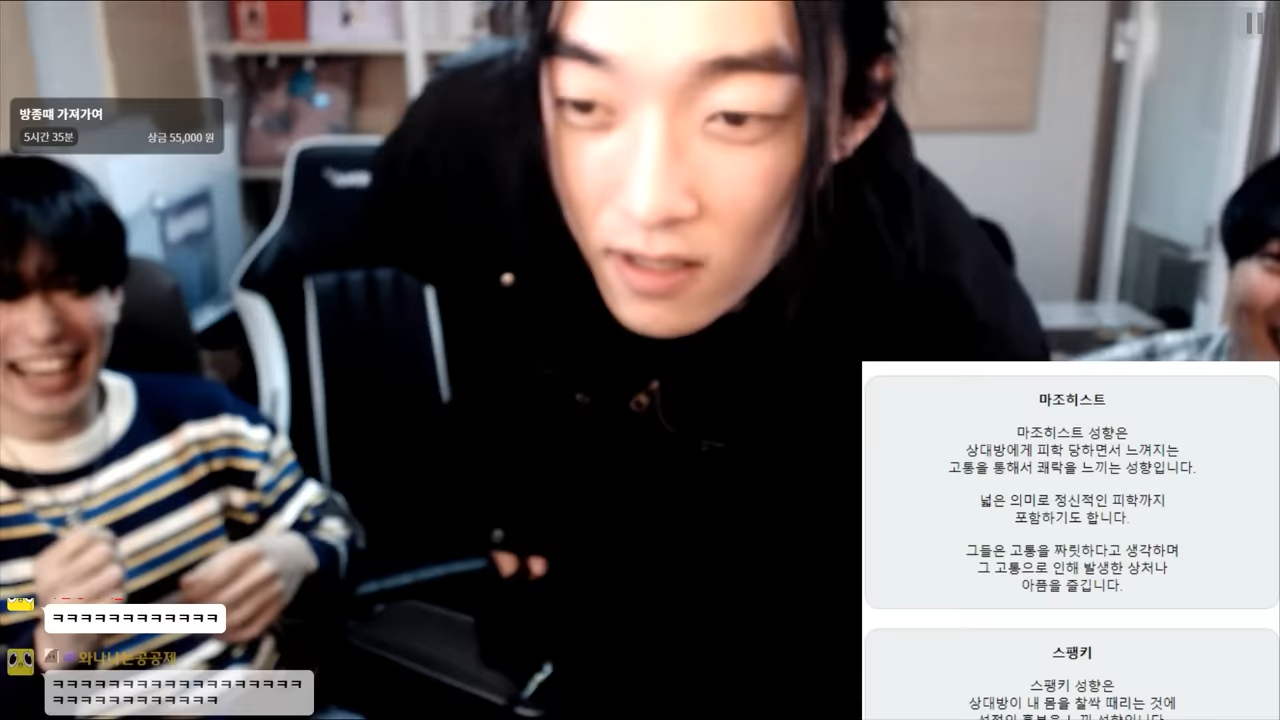 방종때 가져가여
5시간 35분
상금 55,000 원
마조히스트
마조히스트 성향은
상대방에게 피학 당하면서 느껴지는
고통을 통해서 쾌락을 느끼는 성향입니다.
넓은 의미로 정신적인 피학까지
포함하기도 합니다.
그들은 고통을 짜릿하다고 생각하며
그 고통으로 인해 발생한 상처나
아픔을 즐깁니다.
스팽키
스팽키 성향은
상대방이 내 몸을 찰싹 때리는 것에
ㅋㅋㅋㅋㅋㅋㅋㅋㅋㅋㅋㅋ
ㅋㅋㅋㅋㅋㅋㅋㅋㅋㅋㅋㅋㅋㅋㅋㅋㅋㅋ
ㅋㅋㅋㅋㅋㅋㅋㅋㅋㅋㅋㅋ